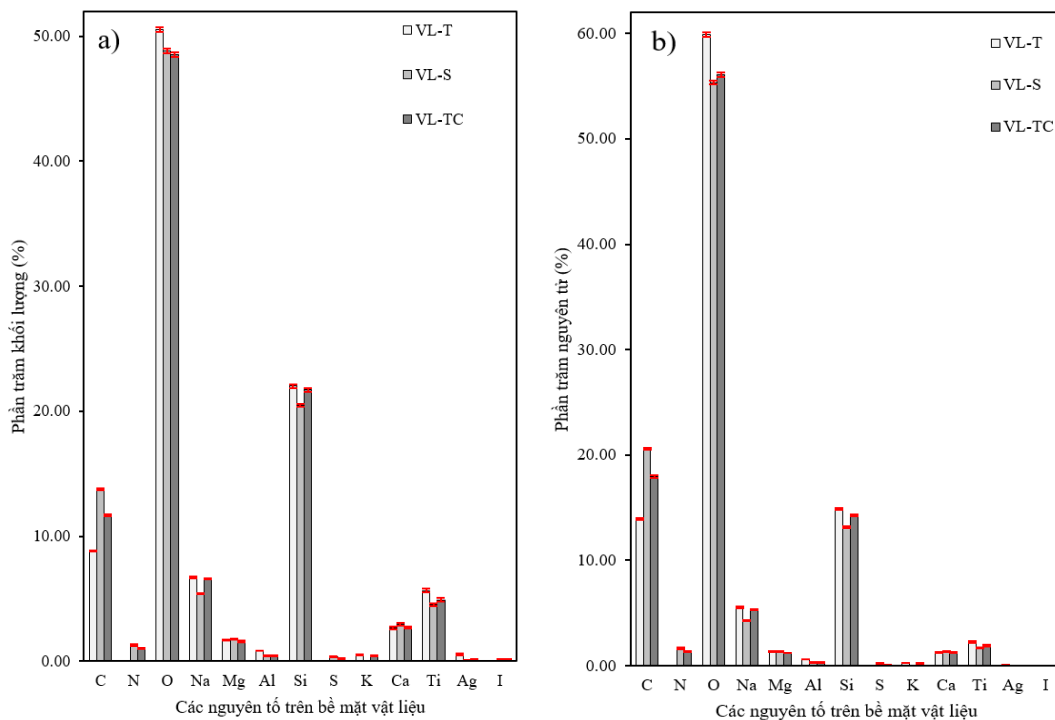 a)
VL-T
VL-S
VL-TC
Phần trăm khối lượng (%)
50.00
40.00
30.00
20.00
10.00
0.00
C N O Na Mg Al Si S K Ca Ti Ag I
Các nguyên tố trên bề mặt vật liệu
b)
VL-T
VL-S
VL-TC
Phần trăm nguyên tử (%)
60.00
50.00
40.00
30.00
20.00
10.00
0.00
C N O Na Mg Al Si S K Ca Ti Ag I
Các nguyên tố trên bề mặt vật liệu